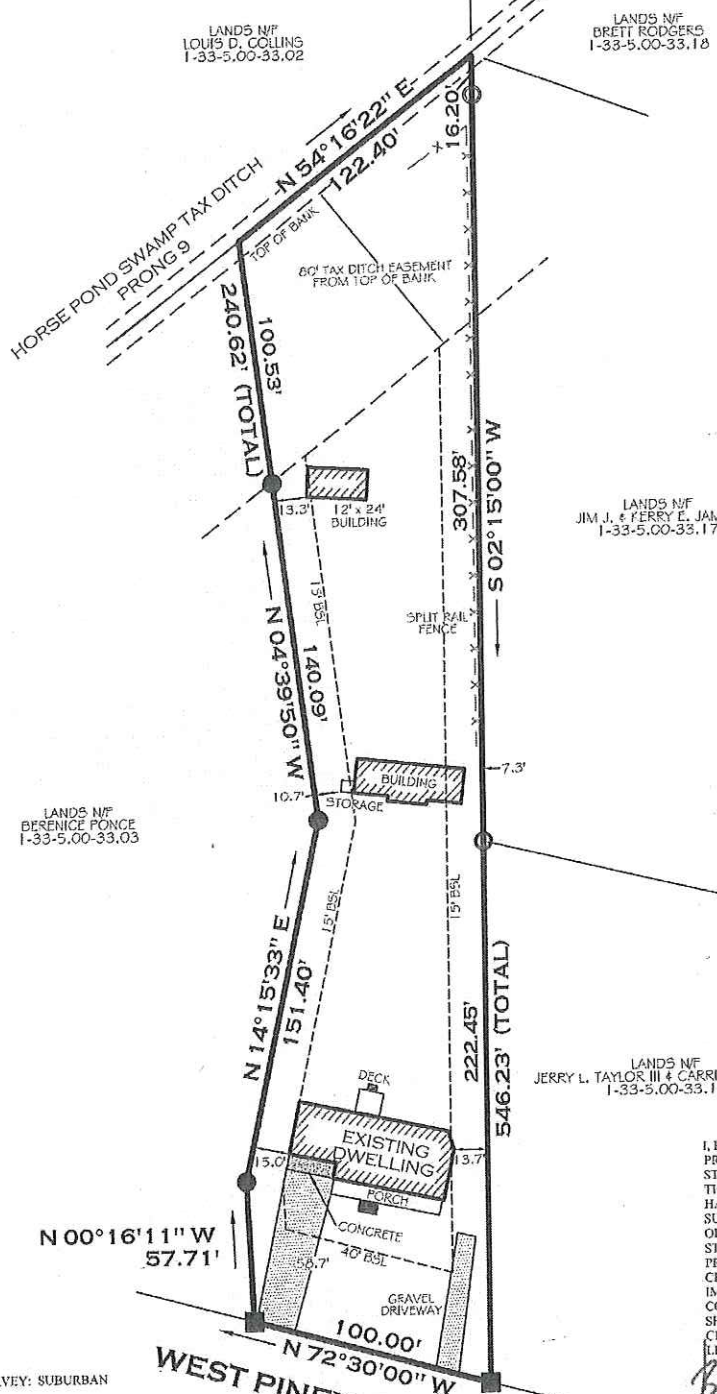 LANDS N/F
LOUIS D. COLLINS
1-33-5.00-33.02
LANDS N/F
BRETT RODGERS
1-33-5.00-33.18
N 54°16'22" E
122.40'
16.20'
HORSE POND SWAMP TAX DITCH
PRONG 9
TOP OF BANK
80' TAX DITCH EASEMENT
FROM TOP OF BANK
100.53'
240.62' (TOTAL)
307.58'
S 02°15'00" W
13.3'
12' x 24'
BUILDING
LANDS N/F
JIM J. & KERRY E.
1-33-5.00-33.17
15' BSL
SPLIT RAIL
FENCE
N 04°39'50" W
140.09'
BUILDING
7.3'
10.7'
STORAGE
LANDS N/F
BERENICE PONCE
1-33-5.00-33.03
15' BSL
15' BSL
N 14°15'33" E
151.40'
222.45'
546.23' (TOTAL)
DECK
LANDS N/F
JERRY L. TAYLOR III &
1-33-5.00-33.1
EXISTING
DWELLING
15.0'
13.7'
PORCH
CONCRETE
N 00°16'11" W
57.71'
40' BSL
58.7'
GRAVEL
DRIVEWAY
100.00'
N 72°30'00" W
SUBURBAN
WEST